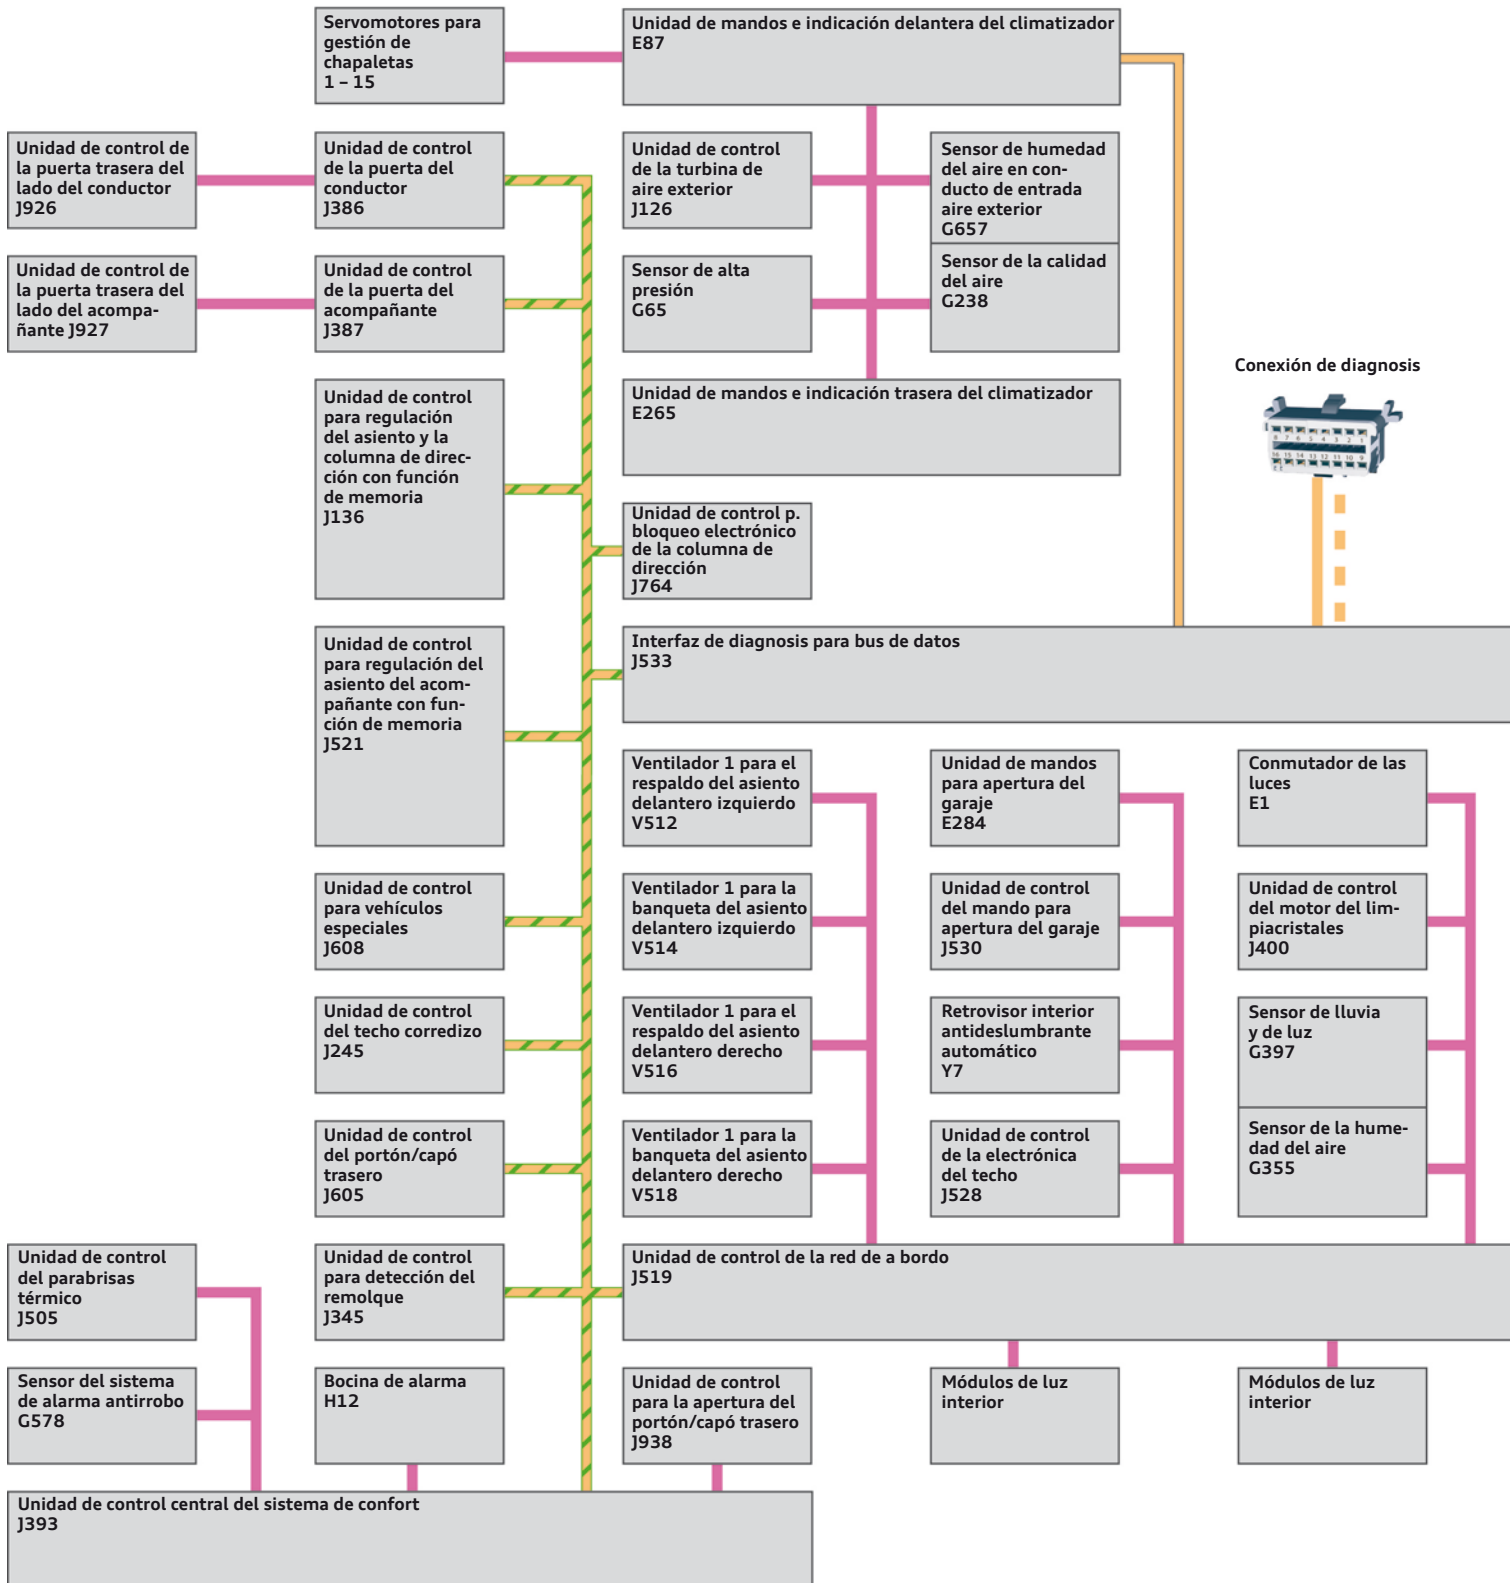 Servomotores para
gestión de
chapaletas
1 – 15
Unidad de mandos e indicación delantera del climatizador
E87
Unidad de control de
la puerta trasera del
lado del conductor
J926
Unidad de control
de la puerta del
conductor
J386
Unidad de control
de la turbina de
aire exterior
J126
Sensor de humedad
del aire en con-
ducto de entrada
aire exterior
G657
Unidad de control de
la puerta trasera del
lado del acompa-
ñante J927
Unidad de control
de la puerta del
acompañante
J387
Sensor de alta
presión
G65
Sensor de la calidad
del aire
G238
Conexión de diagnosis
8 7 6 5 4 3 2 1
16 15 14 13 12 11 10 9
Unidad de control
para regulación
del asiento y la
columna de direc-
ción con función
de memoria
J136
Unidad de mandos e indicación trasera del climatizador
E265
Unidad de control p.
bloqueo electrónico
de la columna de
dirección
J764
Unidad de control
para regulación del
asiento del acom-
pañante con fun-
ción de memoria
J521
Interfaz de diagnosis para bus de datos
J533
Ventilador 1 para el
respaldo del asiento
delantero izquierdo
V512
Unidad de mandos
para apertura del
garaje
E284
Conmutador de las
luces
E1
Unidad de control
para vehículos
especiales
J608
Ventilador 1 para la
banqueta del asiento
delantero izquierdo
V514
Unidad de control
del mando para
apertura del garaje
J530
Unidad de control
del motor del lim-
piacristales
J400
Unidad de control
del techo corredizo
J245
Ventilador 1 para el
respaldo del asiento
delantero derecho
V516
Retrovisor interior
antideslumbrante
automático
Y7
Sensor de lluvia
y de luz
G397
Unidad de control
del portón/capó
trasero
J605
Ventilador 1 para la
banqueta del asiento
delantero derecho
V518
Unidad de control
de la electrónica
del techo
J528
Sensor de la hume-
dad del aire
G355
Unidad de control
del parabrisas
térmico
J505
Unidad de control
para detección del
remolque
J345
Unidad de control de la red de a bordo
J519
Sensor del sistema
de alarma antirrobo
G578
Bocina de alarma
H12
Unidad de control
para la apertura del
portón/capó trasero
J938
Módulos de luz
interior
Módulos de luz
interior
Unidad de control central del sistema de confort
J393